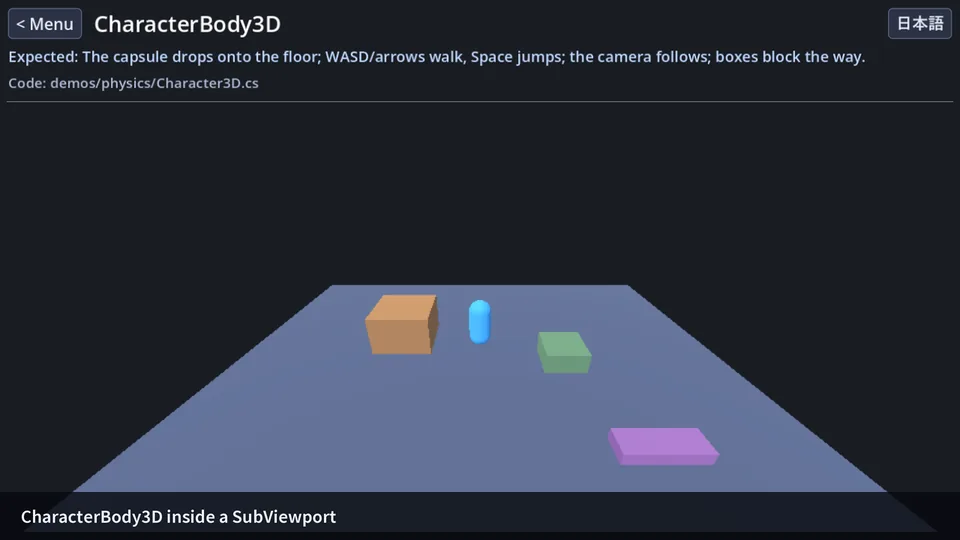 < Menu CharacterBody3D 日本語
Expected: The capsule drops onto the floor; WASD/arrows walk, Space jumps; the camera follows; boxes block the way.
Code: demos/physics/Character3D.cs
CharacterBody3D inside a SubViewport